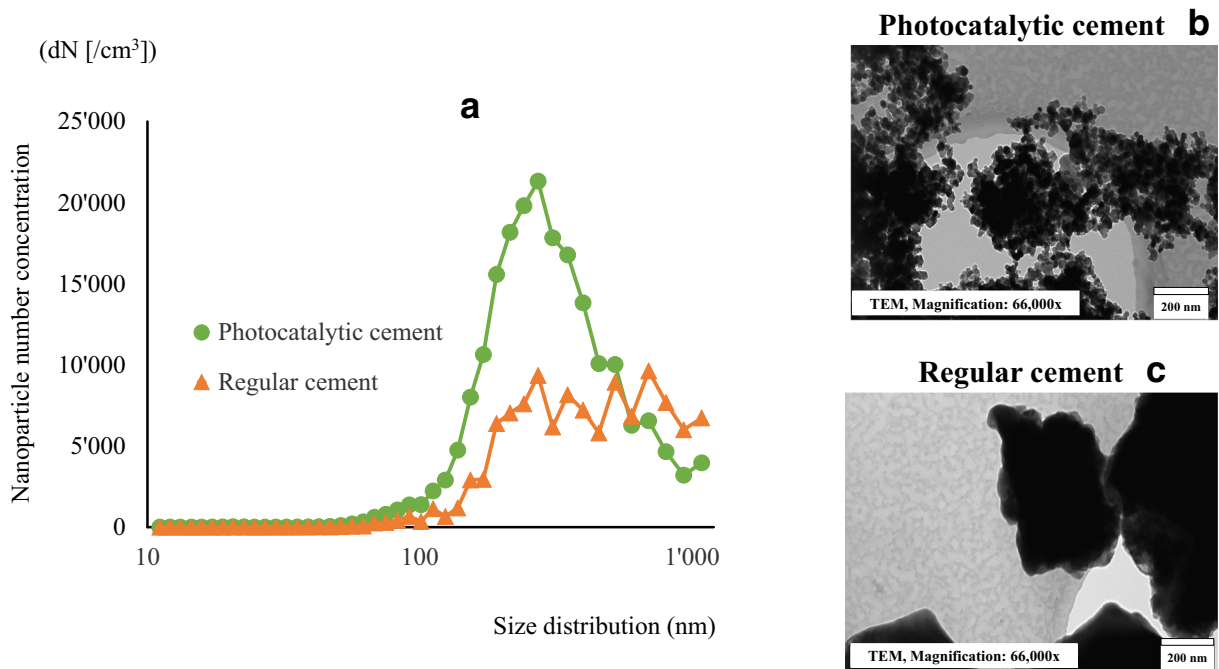 (dN [/cm³])
a
Nanoparticle number concentration
25'000
20'000
15'000
10'000
5'000
0
10
100
1'000
Photocatalytic cement
Regular cement
Size distribution (nm)
Photocatalytic cement b
TEM, Magnification: 66,000x
200 nm
Regular cement c
TEM, Magnification: 66,000x
200 nm